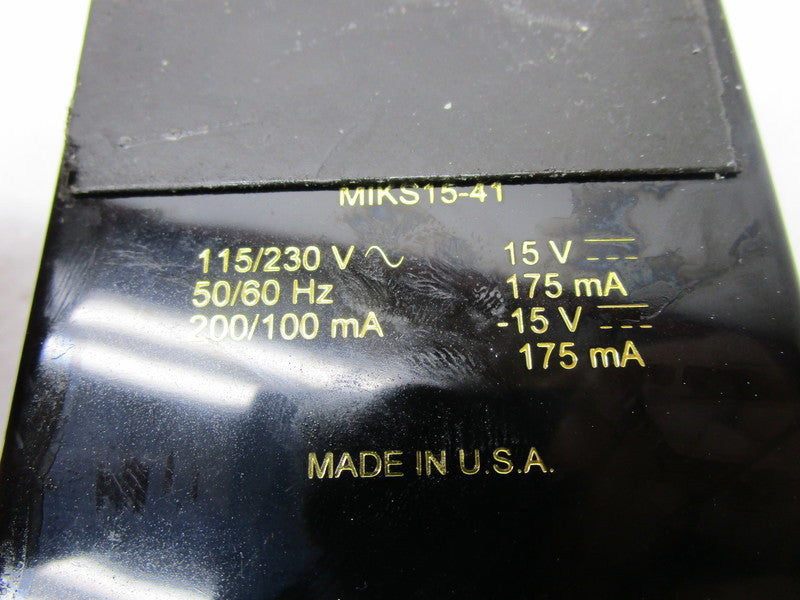 MIKS15-41
115/230 V ~
50/60 Hz
200/100 mA
15 V ⎓
175 mA
-15 V ⎓
175 mA
MADE IN U.S.A.